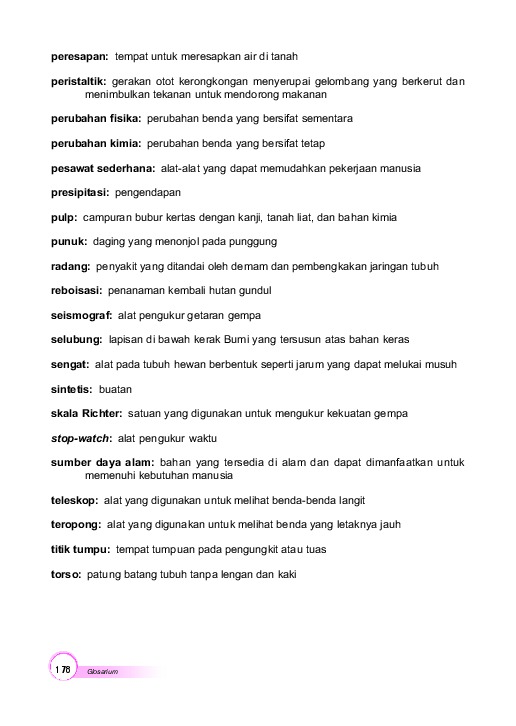 peresapan: tempat untuk meresapkan air di tanah
peristaltik: gerakan otot kerongkongan menyerupai gelombang yang berkerut dan
menimbulkan tekanan untuk mendorong makanan
perubahan fisika: perubahan benda yang bersifat sementara
perubahan kimia: perubahan benda yang bersifat tetap
pesawat sederhana: alat-alat yang dapat memudahkan pekerjaan manusia
presipitasi: pengendapan
pulp: campuran bubur kertas dengan kanji, tanah liat, dan bahan kimia
punuk: daging yang menonjol pada punggung
radang: penyakit yang ditandai oleh demam dan pembengkakan jaringan tubuh
reboisasi: penanaman kembali hutan gundul
seismograf: alat pengukur getaran gempa
selubung: lapisan di bawah kerak Bumi yang tersusun atas bahan keras
sengat: alat pada tubuh hewan berbentuk seperti jarum yang dapat melukai musuh
sintetis: buatan
skala Richter: satuan yang digunakan untuk mengukur kekuatan gempa
stop-watch: alat pengukur waktu
sumber daya alam: bahan yang tersedia di alam dan dapat dimanfaatkan untuk
memenuhi kebutuhan manusia
teleskop: alat yang digunakan untuk melihat benda-benda langit
teropong: alat yang digunakan untuk melihat benda yang letaknya jauh
titik tumpu: tempat tumpuan pada pengungkit atau tuas
torso: patung batang tubuh tanpa lengan dan kaki
178 Glosarium